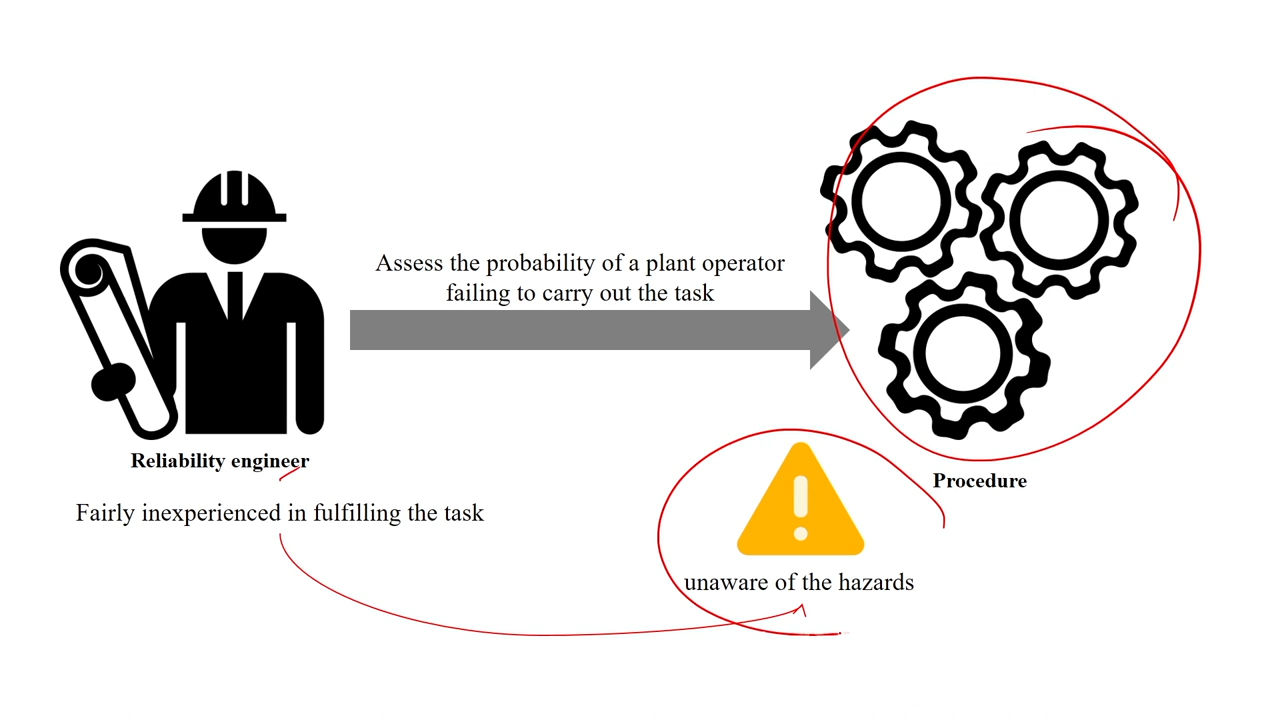 Assess the probability of a plant operator
failing to carry out the task
Reliability engineer
Procedure
Fairly inexperienced in fulfilling the task
unaware of the hazards